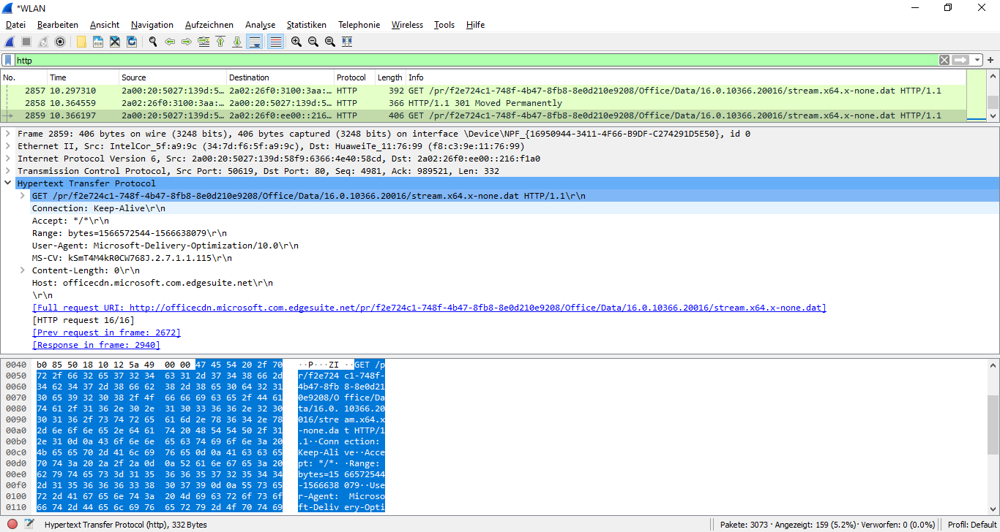 *WLAN
Datei Bearbeiten Ansicht Navigation Aufzeichnen Analyse Statistiken Telephonie Wireless Tools Hilfe
http
No. Time Source Destination Protocol Length Info
2857 10.297310 2a00:20:5027:139d:5… 2a02:26f0:3100:3aa:… HTTP 392 GET /pr/f2e724c1-748f-4b47-8fb8-8e0d210e9208/Office/Data/16.0.10366.20016/stream.x64.x-none.dat HTTP/1.1
2858 10.364559 2a02:26f0:3100:3aa:… 2a00:20:5027:139d:5… HTTP 366 HTTP/1.1 301 Moved Permanently
2859 10.366197 2a00:20:5027:139d:5… 2a02:26f0:ee00::216… HTTP 406 GET /pr/f2e724c1-748f-4b47-8fb8-8e0d210e9208/Office/Data/16.0.10366.20016/stream.x64.x-none.dat HTTP/1.1
Frame 2859: 406 bytes on wire (3248 bits), 406 bytes captured (3248 bits) on interface \Device\NPF_{16950944-3411-4F66-B9DF-C274291D5E50}, id 0
Ethernet II, Src: IntelCor_5f:a9:9c (34:7d:f6:5f:a9:9c), Dst: HuaweiTe_11:76:99 (f8:c3:9e:11:76:99)
Internet Protocol Version 6, Src: 2a00:20:5027:139d:58f9:6366:4e40:58cd, Dst: 2a02:26f0:ee00::216:f1a0
Transmission Control Protocol, Src Port: 50619, Dst Port: 80, Seq: 4981, Ack: 989521, Len: 332
Hypertext Transfer Protocol
GET /pr/f2e724c1-748f-4b47-8fb8-8e0d210e9208/Office/Data/16.0.10366.20016/stream.x64.x-none.dat HTTP/1.1\r\n
Connection: Keep-Alive\r\n
Accept: */*\r\n
Range: bytes=1566572544-1566638079\r\n
User-Agent: Microsoft-Delivery-Optimization/10.0\r\n
MS-CV: kSmT4M4kR0CW768J.2.7.1.1.115\r\n
Content-Length: 0\r\n
Host: officecdn.microsoft.com.edgesuite.net\r\n
\r\n
[Full request URI: http://officecdn.microsoft.com.edgesuite.net/pr/f2e724c1-748f-4b47-8fb8-8e0d210e9208/Office/Data/16.0.10366.20016/stream.x64.x-none.dat]
[HTTP request 16/16]
[Prev request in frame: 2672]
[Response in frame: 2940]
0040 b0 85 50 18 10 12 5a 49 00 00 47 45 54 20 2f 70 ··P···ZI ··GET /p
0050 72 2f 66 32 65 37 32 34 63 31 2d 37 34 38 66 2d r/f2e724 c1-748f-
0060 34 62 34 37 2d 38 66 62 38 2d 38 65 30 64 32 31 4b47-8fb 8-8e0d21
0070 30 65 39 32 30 38 2f 4f 66 66 69 63 65 2f 44 61 0e9208/O ffice/Da
0080 74 61 2f 31 36 2e 30 2e 31 30 33 36 36 2e 32 30 ta/16.0. 10366.20
0090 30 31 36 2f 73 74 72 65 61 6d 2e 78 36 34 2e 78 016/stre am.x64.x
00a0 2d 6e 6f 6e 65 2e 64 61 74 20 48 54 54 50 2f 31 -none.da t HTTP/1
00b0 2e 31 0d 0a 43 6f 6e 6e 65 63 74 69 6f 6e 3a 20 .1··Conn ection:
00c0 4b 65 65 70 2d 41 6c 69 76 65 0d 0a 41 63 63 65 Keep-Ali ve··Acce
00d0 70 74 3a 20 2a 2f 2a 0d 0a 52 61 6e 67 65 3a 20 pt: */*· ·Range:
00e0 62 79 74 65 73 3d 31 35 36 36 35 37 32 35 34 34 bytes=15 66572544
00f0 2d 31 35 36 36 36 33 38 30 37 39 0d 0a 55 73 65 -1566638 079··Use
0100 72 2d 41 67 65 6e 74 3a 20 4d 69 63 72 6f 73 6f r-Agent: Microso
0110 66 74 2d 44 65 6c 69 76 65 72 79 2d 4f 70 74 69 ft-Deliv ery-Opti
Hypertext Transfer Protocol (http), 332 Bytes
Pakete: 3073 · Angezeigt: 159 (5.2%) · Verworfen: 0 (0.0%)
Profil: Default